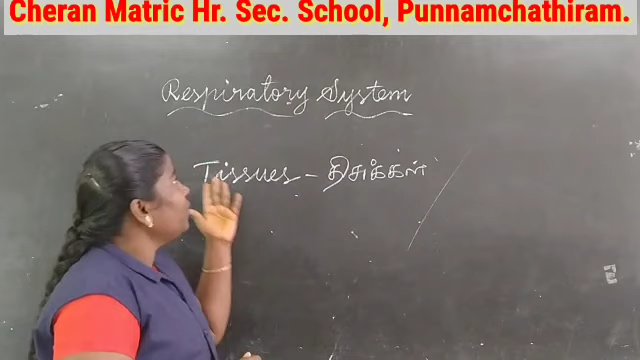 Cheran Matric Hr. Sec. School, Punnamchathiram.
Respiratory System
Tissues - திசுக்கள்